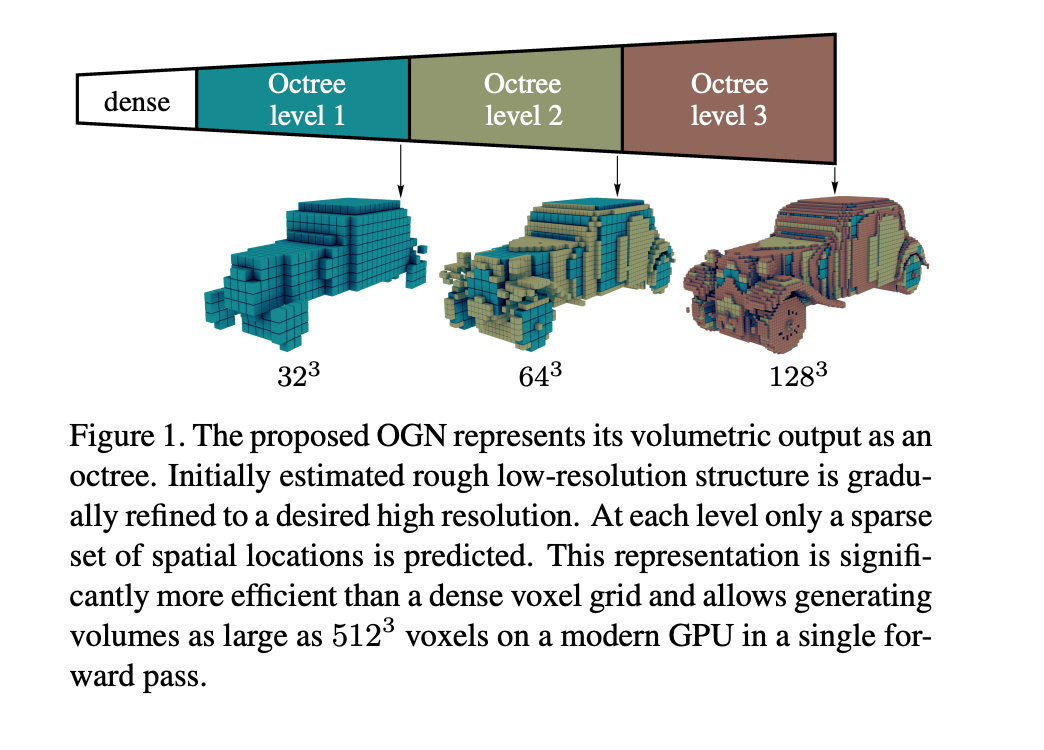 dense
Octree
level 1
Octree
level 2
Octree
level 3
32³
64³
128³
Figure 1. The proposed OGN represents its volumetric output as an
octree. Initially estimated rough low-resolution structure is gradu-
ally refined to a desired high resolution. At each level only a sparse
set of spatial locations is predicted. This representation is signifi-
cantly more efficient than a dense voxel grid and allows generating
volumes as large as 512³ voxels on a modern GPU in a single for-
ward pass.